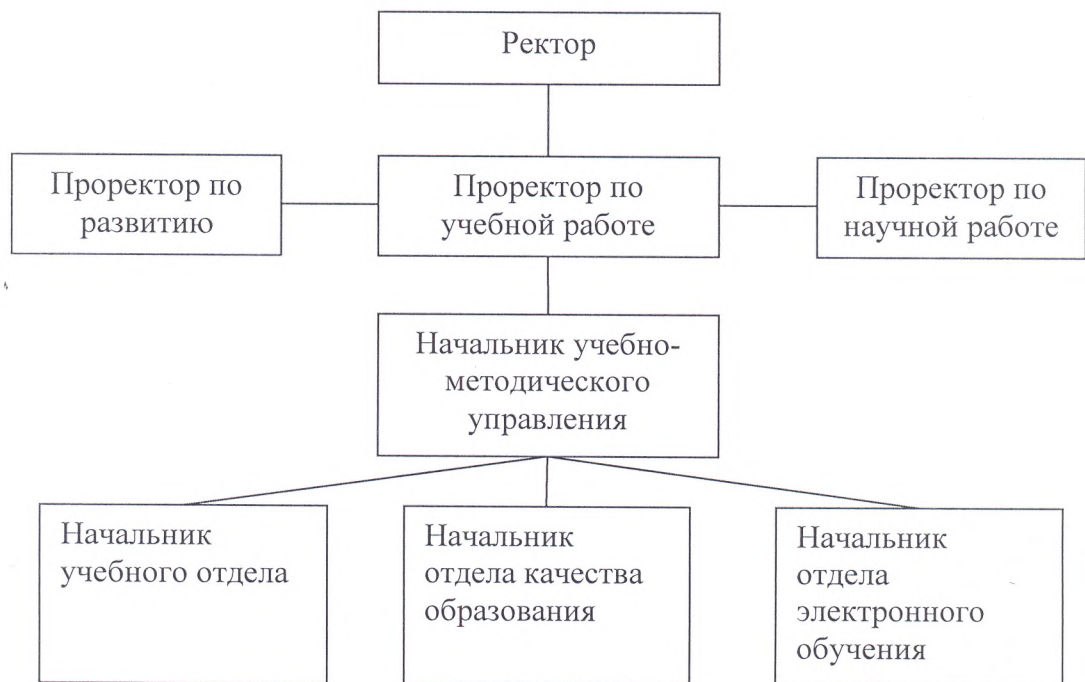 Ректор
Проректор по
развитию
Проректор по
учебной работе
Проректор по
научной работе
Начальник учебно-
методического
управления
Начальник
учебного отдела
Начальник
отдела качества
образования
Начальник
отдела
электронного
обучения